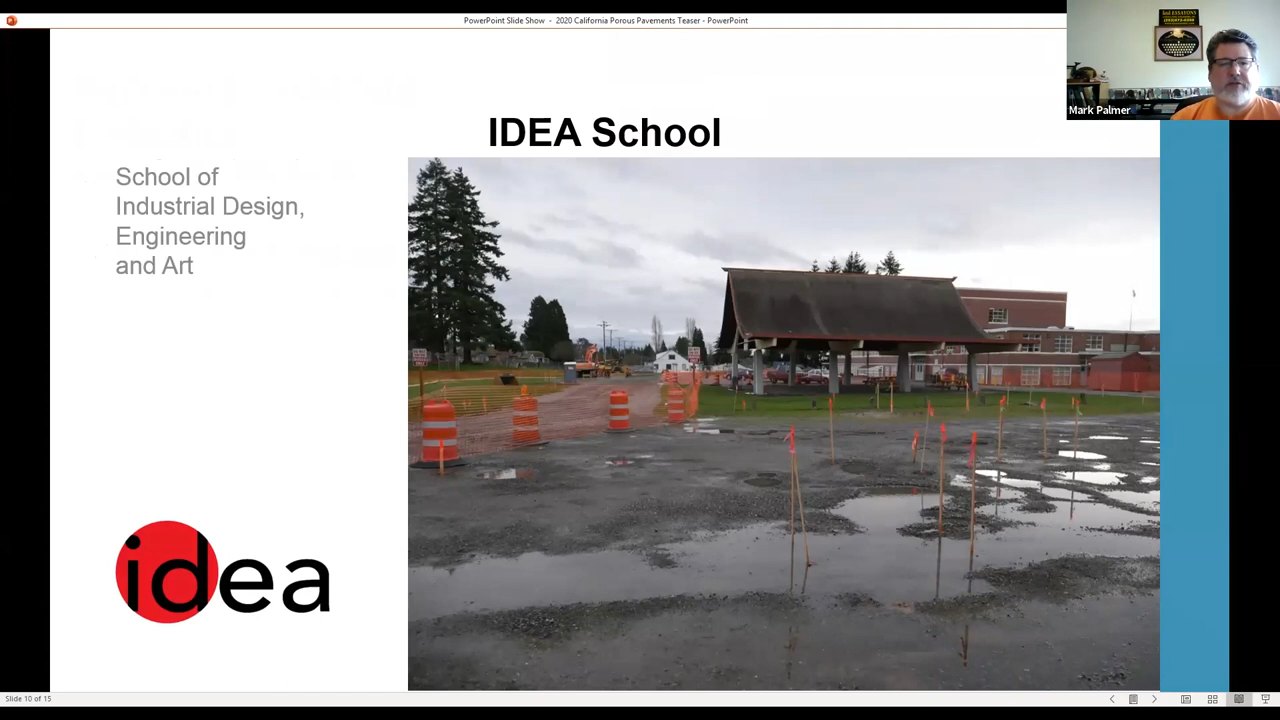 PowerPoint Slide Show - 2020 California Porous Pavements Teaser - PowerPoint
Mark Palmer
IDEA School
School of
Industrial Design,
Engineering
and Art
idea
Slide 10 of 15